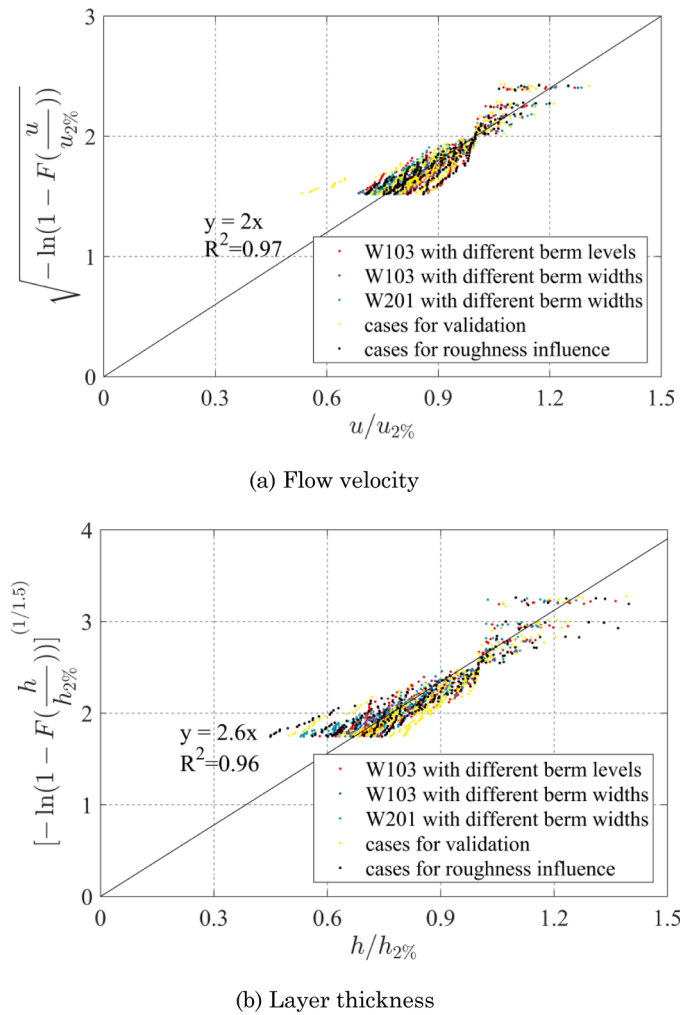 3
2
1
0
√−ln(1 − F(u/u2%))
y = 2x
R2=0.97
W103 with different berm levels
W103 with different berm widths
W201 with different berm widths
cases for validation
cases for roughness influence
0 0.3 0.6 0.9 1.2 1.5
u/u2%
(a) Flow velocity
4
3
2
1
0
[−ln(1 − F(h/h2%))](1/1.5)
y = 2.6x
R2=0.96
W103 with different berm levels
W103 with different berm widths
W201 with different berm widths
cases for validation
cases for roughness influence
0 0.3 0.6 0.9 1.2 1.5
h/h2%
(b) Layer thickness